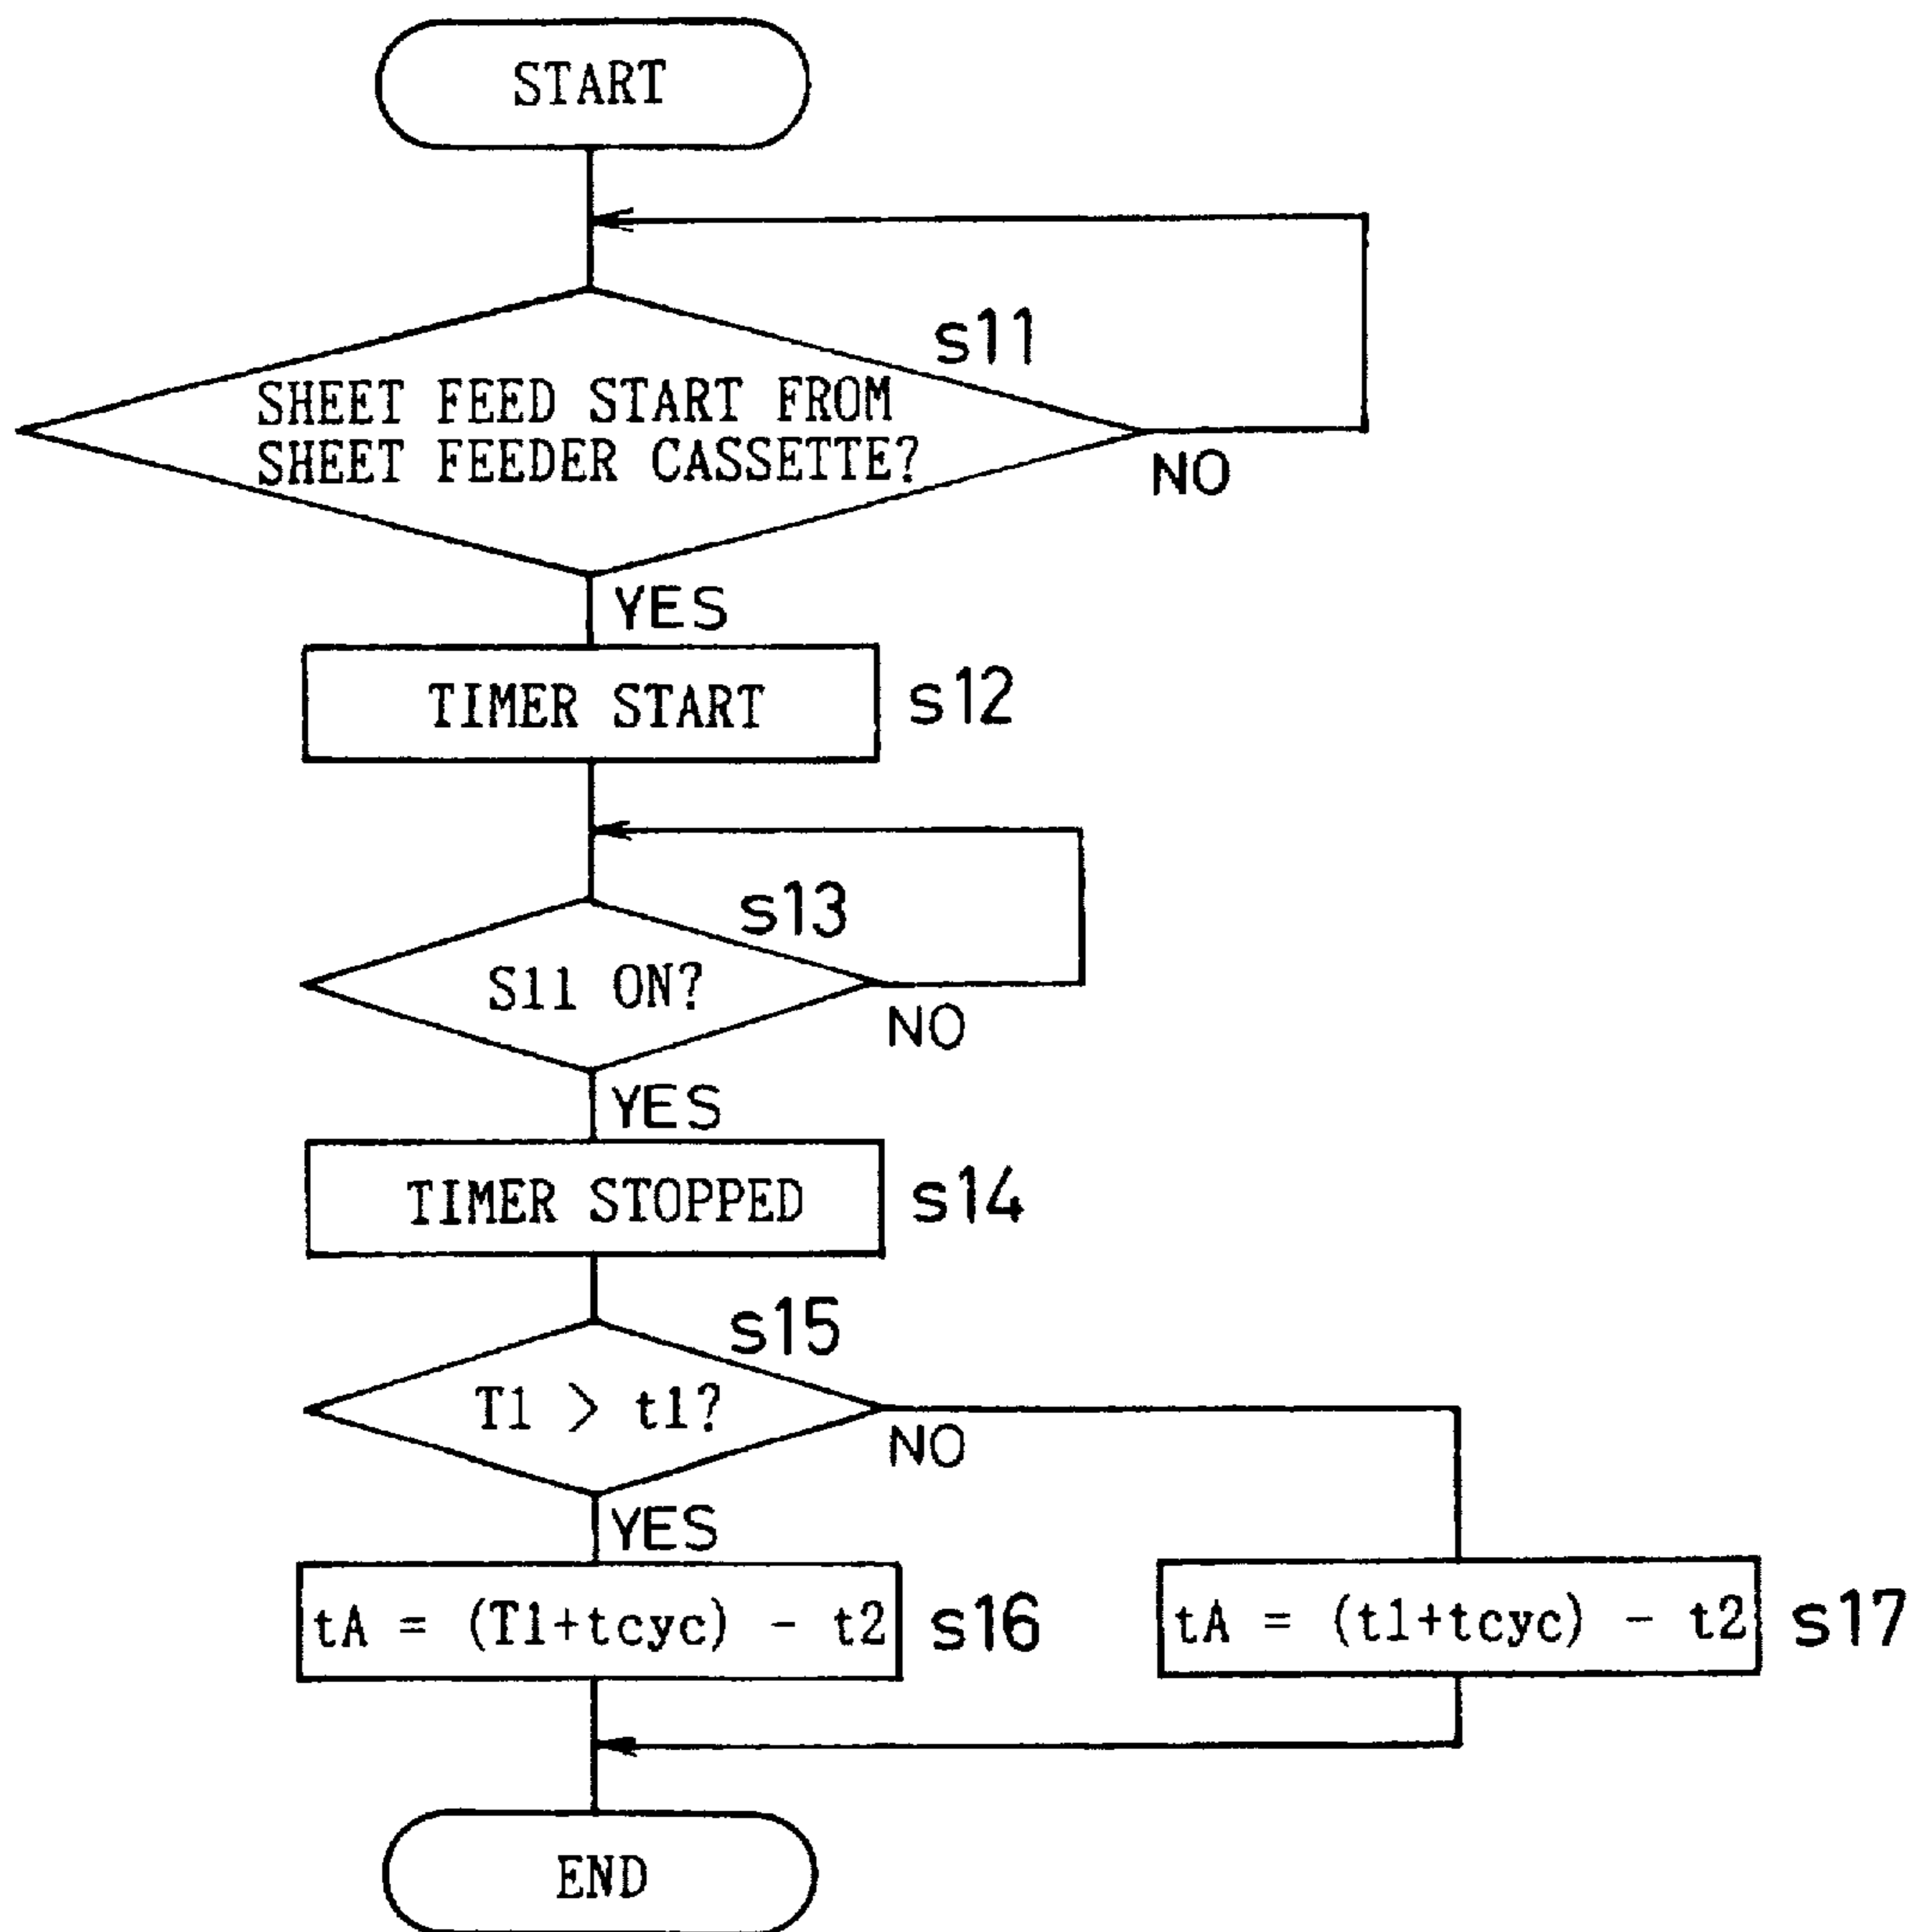 START
s11
SHEET FEED START FROM
SHEET FEEDER CASSETTE?
NO
YES
TIMER START
s12
s13
S11 ON?
NO
YES
TIMER STOPPED
s14
s15
T1 > t1?
NO
YES
tA = (T1+tcyc) - t2
s16
tA = (t1+tcyc) - t2
s17
END